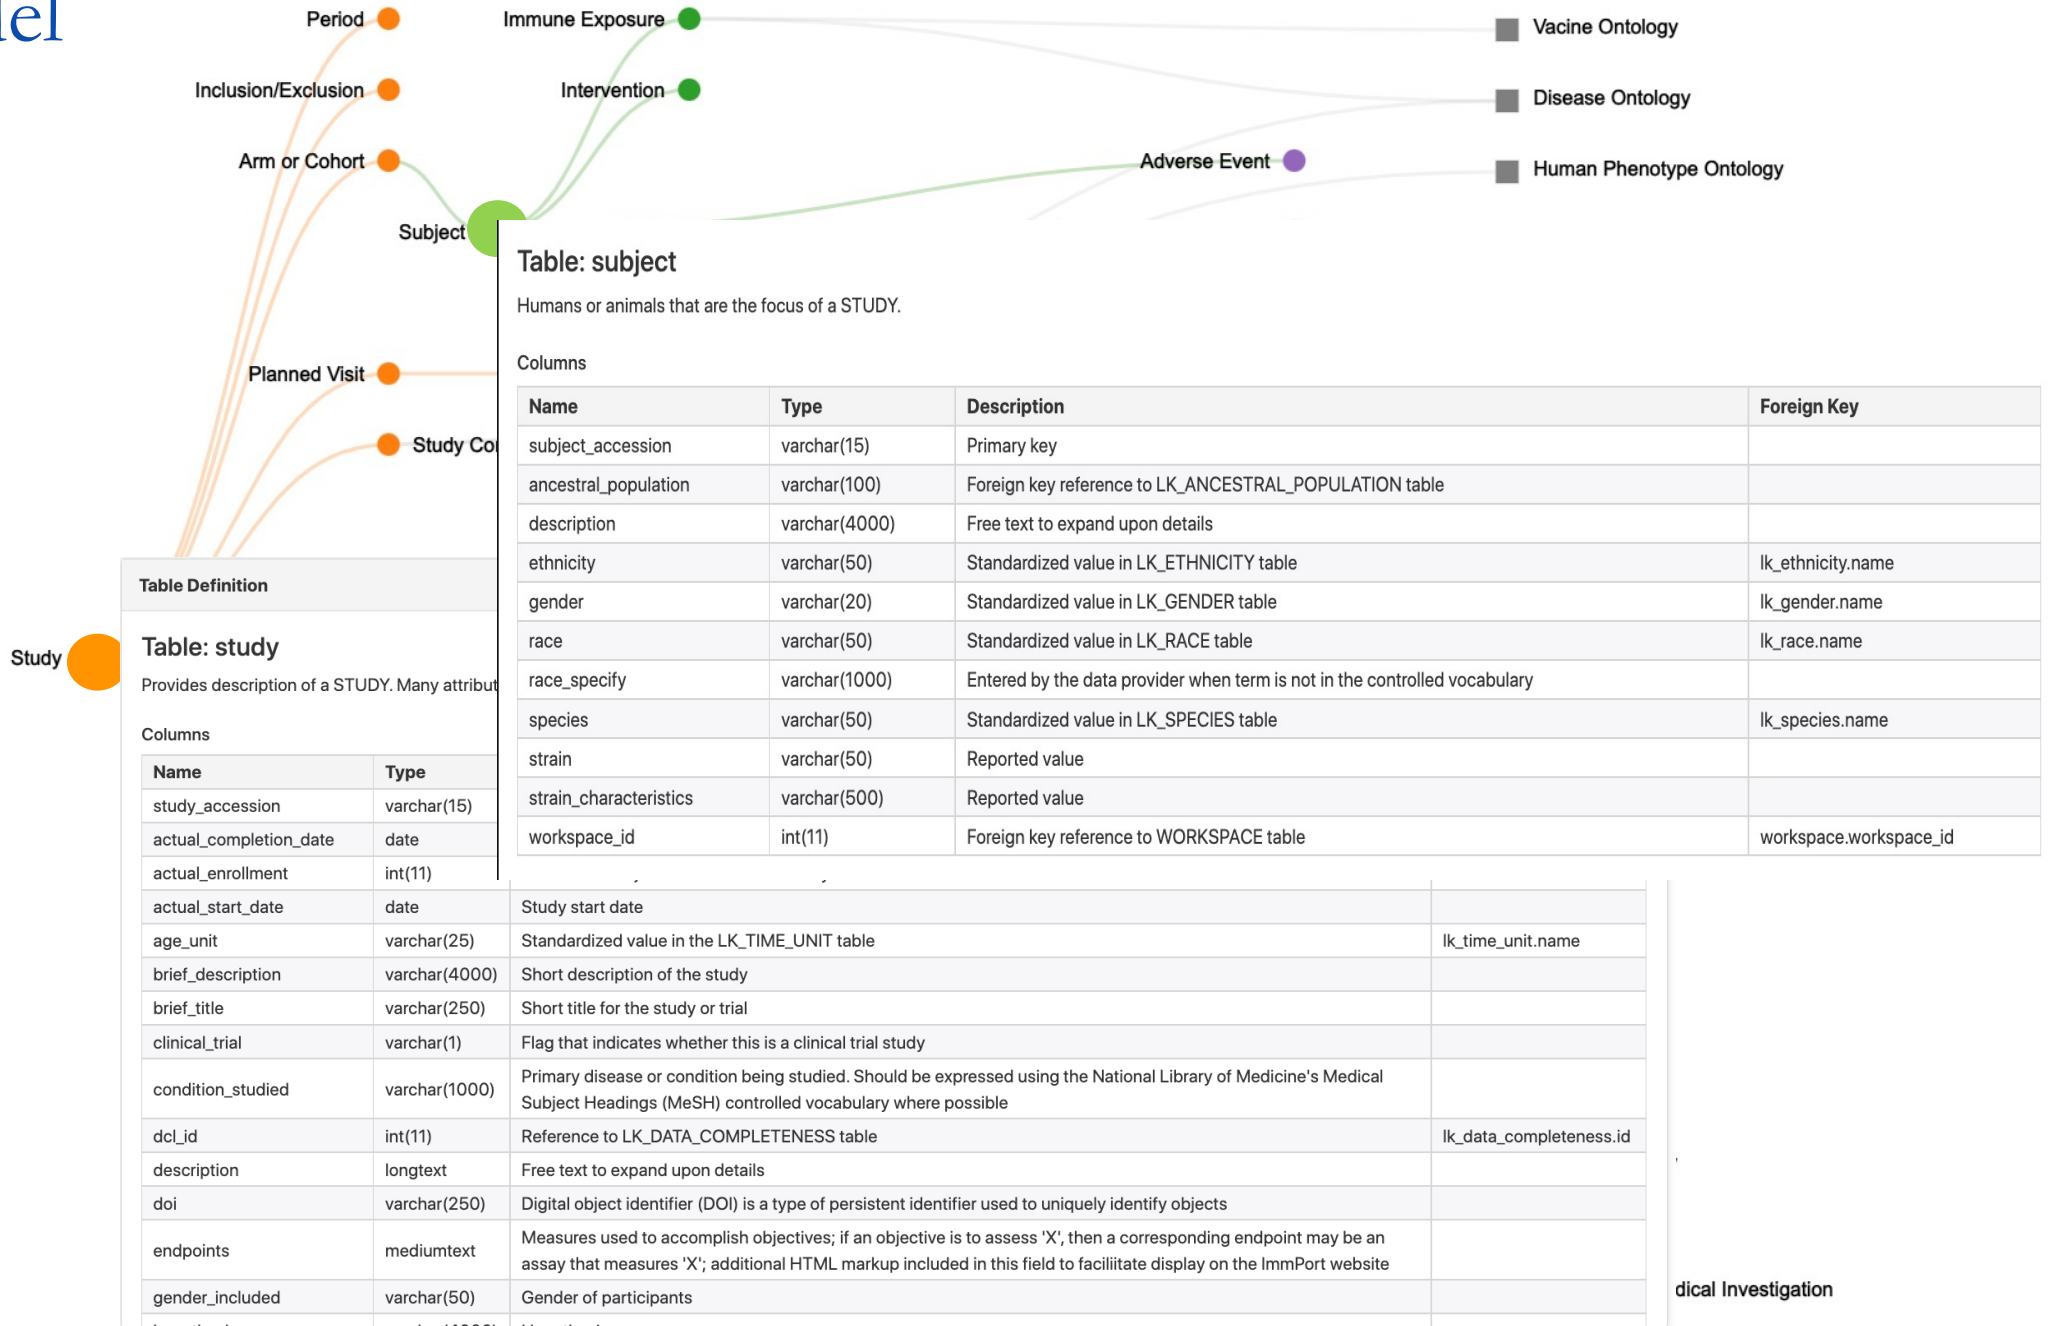 del
Period
Immune Exposure
Vacine Ontology
Inclusion/Exclusion
Intervention
Disease Ontology
Arm or Cohort
Adverse Event
Human Phenotype Ontology
Subject
Table: subject
Humans or animals that are the focus of a STUDY.
Columns
Name Type Description Foreign Key
subject_accession varchar(15) Primary key
ancestral_population varchar(100) Foreign key reference to LK_ANCESTRAL_POPULATION table
description varchar(4000) Free text to expand upon details
ethnicity varchar(50) Standardized value in LK_ETHNICITY table lk_ethnicity.name
gender varchar(20) Standardized value in LK_GENDER table lk_gender.name
race varchar(50) Standardized value in LK_RACE table lk_race.name
race_specify varchar(1000) Entered by the data provider when term is not in the controlled vocabulary
species varchar(50) Standardized value in LK_SPECIES table lk_species.name
strain varchar(50) Reported value
strain_characteristics varchar(500) Reported value
workspace_id int(11) Foreign key reference to WORKSPACE table workspace.workspace_id
Planned Visit
Study Co
Study
Table Definition
Table: study
Provides description of a STUDY. Many attribut
Columns
Name Type
study_accession varchar(15)
actual_completion_date date
actual_enrollment int(11)
actual_start_date date Study start date
age_unit varchar(25) Standardized value in the LK_TIME_UNIT table lk_time_unit.name
brief_description varchar(4000) Short description of the study
brief_title varchar(250) Short title for the study or trial
clinical_trial varchar(1) Flag that indicates whether this is a clinical trial study
condition_studied varchar(1000) Primary disease or condition being studied. Should be expressed using the National Library of Medicine's Medical
Subject Headings (MeSH) controlled vocabulary where possible
dcl_id int(11) Reference to LK_DATA_COMPLETENESS table lk_data_completeness.id
description longtext Free text to expand upon details
doi varchar(250) Digital object identifier (DOI) is a type of persistent identifier used to uniquely identify objects
endpoints mediumtext Measures used to accomplish objectives; if an objective is to assess 'X', then a corresponding endpoint may be an
assay that measures 'X'; additional HTML markup included in this field to faciliitate display on the ImmPort website
gender_included varchar(50) Gender of participants
dical Investigation